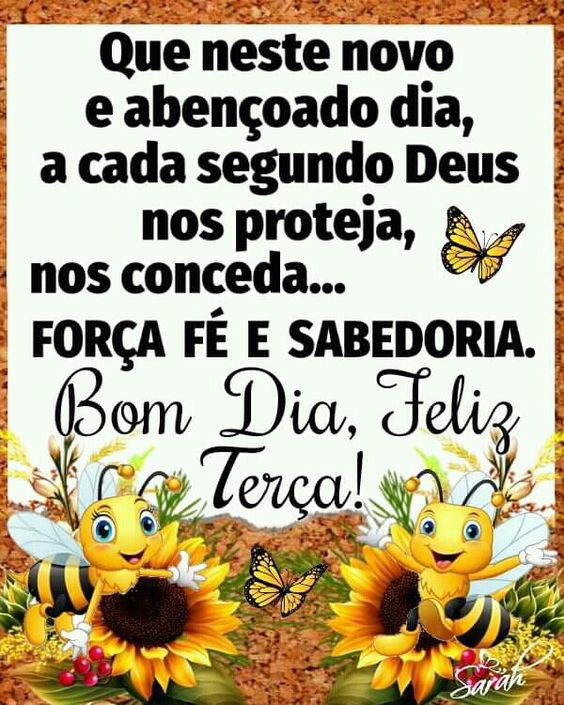 Que neste novo
e abençoado dia,
a cada segundo Deus
nos proteja,
nos conceda...
FORÇA FÉ E SABEDORIA.
Bom Dia, Feliz
Terça!
Sarah